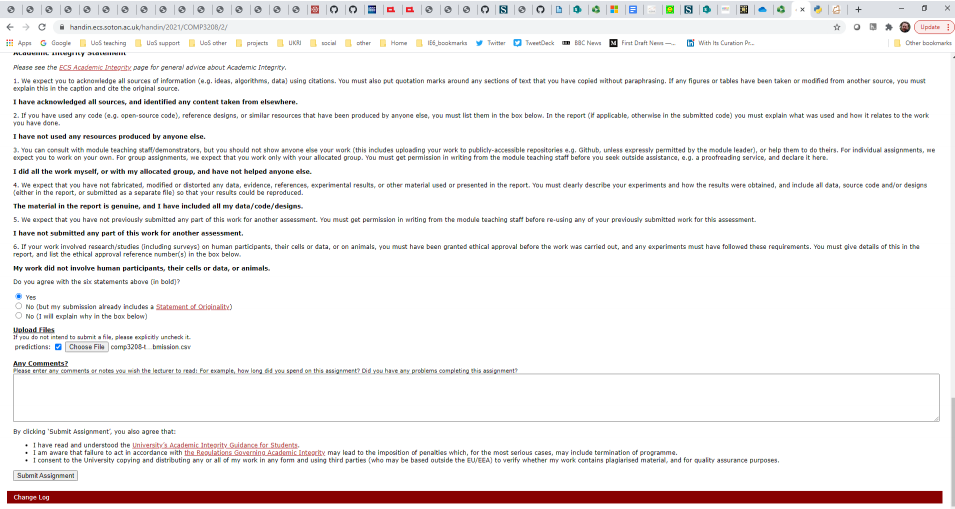 handin.ecs.soton.ac.uk/handin/2021/COMP3208/2/
Update
Apps Google UoS teaching UoS support UoS other projects UKRI social other Home IE6_bookmarks Twitter TweetDeck BBC News First Draft News —... With Its Curation Pr... Other bookmarks
Academic Integrity Statement
Please see the ECS Academic Integrity page for general advice about Academic Integrity.
1. We expect you to acknowledge all sources of information (e.g. ideas, algorithms, data) using citations. You must also put quotation marks around any sections of text that you have copied without paraphrasing. If any figures or tables have been taken or modified from another source, you must
explain this in the caption and cite the original source.
I have acknowledged all sources, and identified any content taken from elsewhere.
2. If you have used any code (e.g. open-source code), reference designs, or similar resources that have been produced by anyone else, you must list them in the box below. In the report (if applicable, otherwise in the submitted code) you must explain what was used and how it relates to the work
you have done.
I have not used any resources produced by anyone else.
3. You can consult with module teaching staff/demonstrators, but you should not show anyone else your work (this includes uploading your work to publicly-accessible repositories e.g. Github, unless expressly permitted by the module leader), or help them to do theirs. For individual assignments, we
expect you to work on your own. For group assignments, we expect that you work only with your allocated group. You must get permission in writing from the module teaching staff before you seek outside assistance, e.g. a proofreading service, and declare it here.
I did all the work myself, or with my allocated group, and have not helped anyone else.
4. We expect that you have not fabricated, modified or distorted any data, evidence, references, experimental results, or other material used or presented in the report. You must clearly describe your experiments and how the results were obtained, and include all data, source code and/or designs
(either in the report, or submitted as a separate file) so that your results could be reproduced.
The material in the report is genuine, and I have included all my data/code/designs.
5. We expect that you have not previously submitted any part of this work for another assessment. You must get permission in writing from the module teaching staff before re-using any of your previously submitted work for this assessment.
I have not submitted any part of this work for another assessment.
6. If your work involved research/studies (including surveys) on human participants, their cells or data, or on animals, you must have been granted ethical approval before the work was carried out, and any experiments must have followed these requirements. You must give details of this in the
report, and list the ethical approval reference number(s) in the box below.
My work did not involve human participants, their cells or data, or animals.
Do you agree with the six statements above (in bold)?
Yes
No (but my submission already includes a Statement of Originality)
No (I will explain why in the box below)
Upload Files
If you do not intend to submit a file, please explicitly uncheck it.
predictions: Choose File comp3208-t...bmission.csv
Any Comments?
Please enter any comments or notes you wish the lecturer to read: For example, how long did you spend on this assignment? Did you have any problems completing this assignment?
By clicking 'Submit Assignment', you also agree that:
• I have read and understood the University's Academic Integrity Guidance for Students.
• I am aware that failure to act in accordance with the Regulations Governing Academic Integrity may lead to the imposition of penalties which, for the most serious cases, may include termination of programme.
• I consent to the University copying and distributing any or all of my work in any form and using third parties (who may be based outside the EU/EEA) to verify whether my work contains plagiarised material, and for quality assurance purposes.
Submit Assignment
Change Log